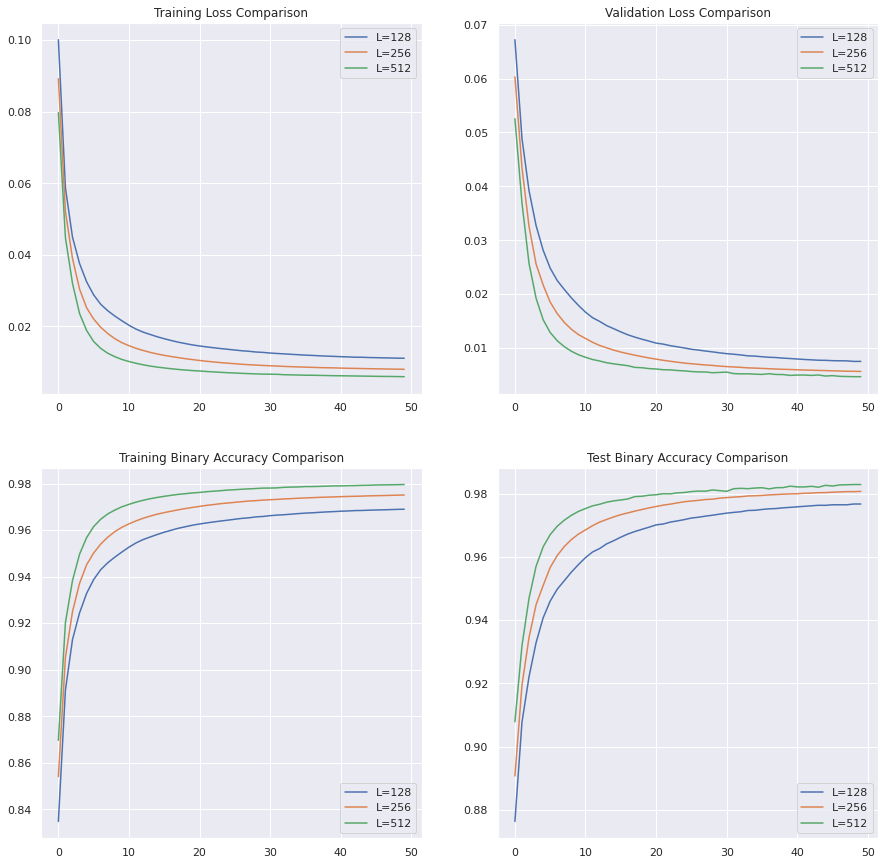 Training Loss Comparison
0.10
0.08
0.06
0.04
0.02
0 10 20 30 40 50
L=128
L=256
L=512
Validation Loss Comparison
0.07
0.06
0.05
0.04
0.03
0.02
0.01
0 10 20 30 40 50
L=128
L=256
L=512
Training Binary Accuracy Comparison
0.98
0.96
0.94
0.92
0.90
0.88
0.86
0.84
0 10 20 30 40 50
L=128
L=256
L=512
Test Binary Accuracy Comparison
0.98
0.96
0.94
0.92
0.90
0.88
0 10 20 30 40 50
L=128
L=256
L=512